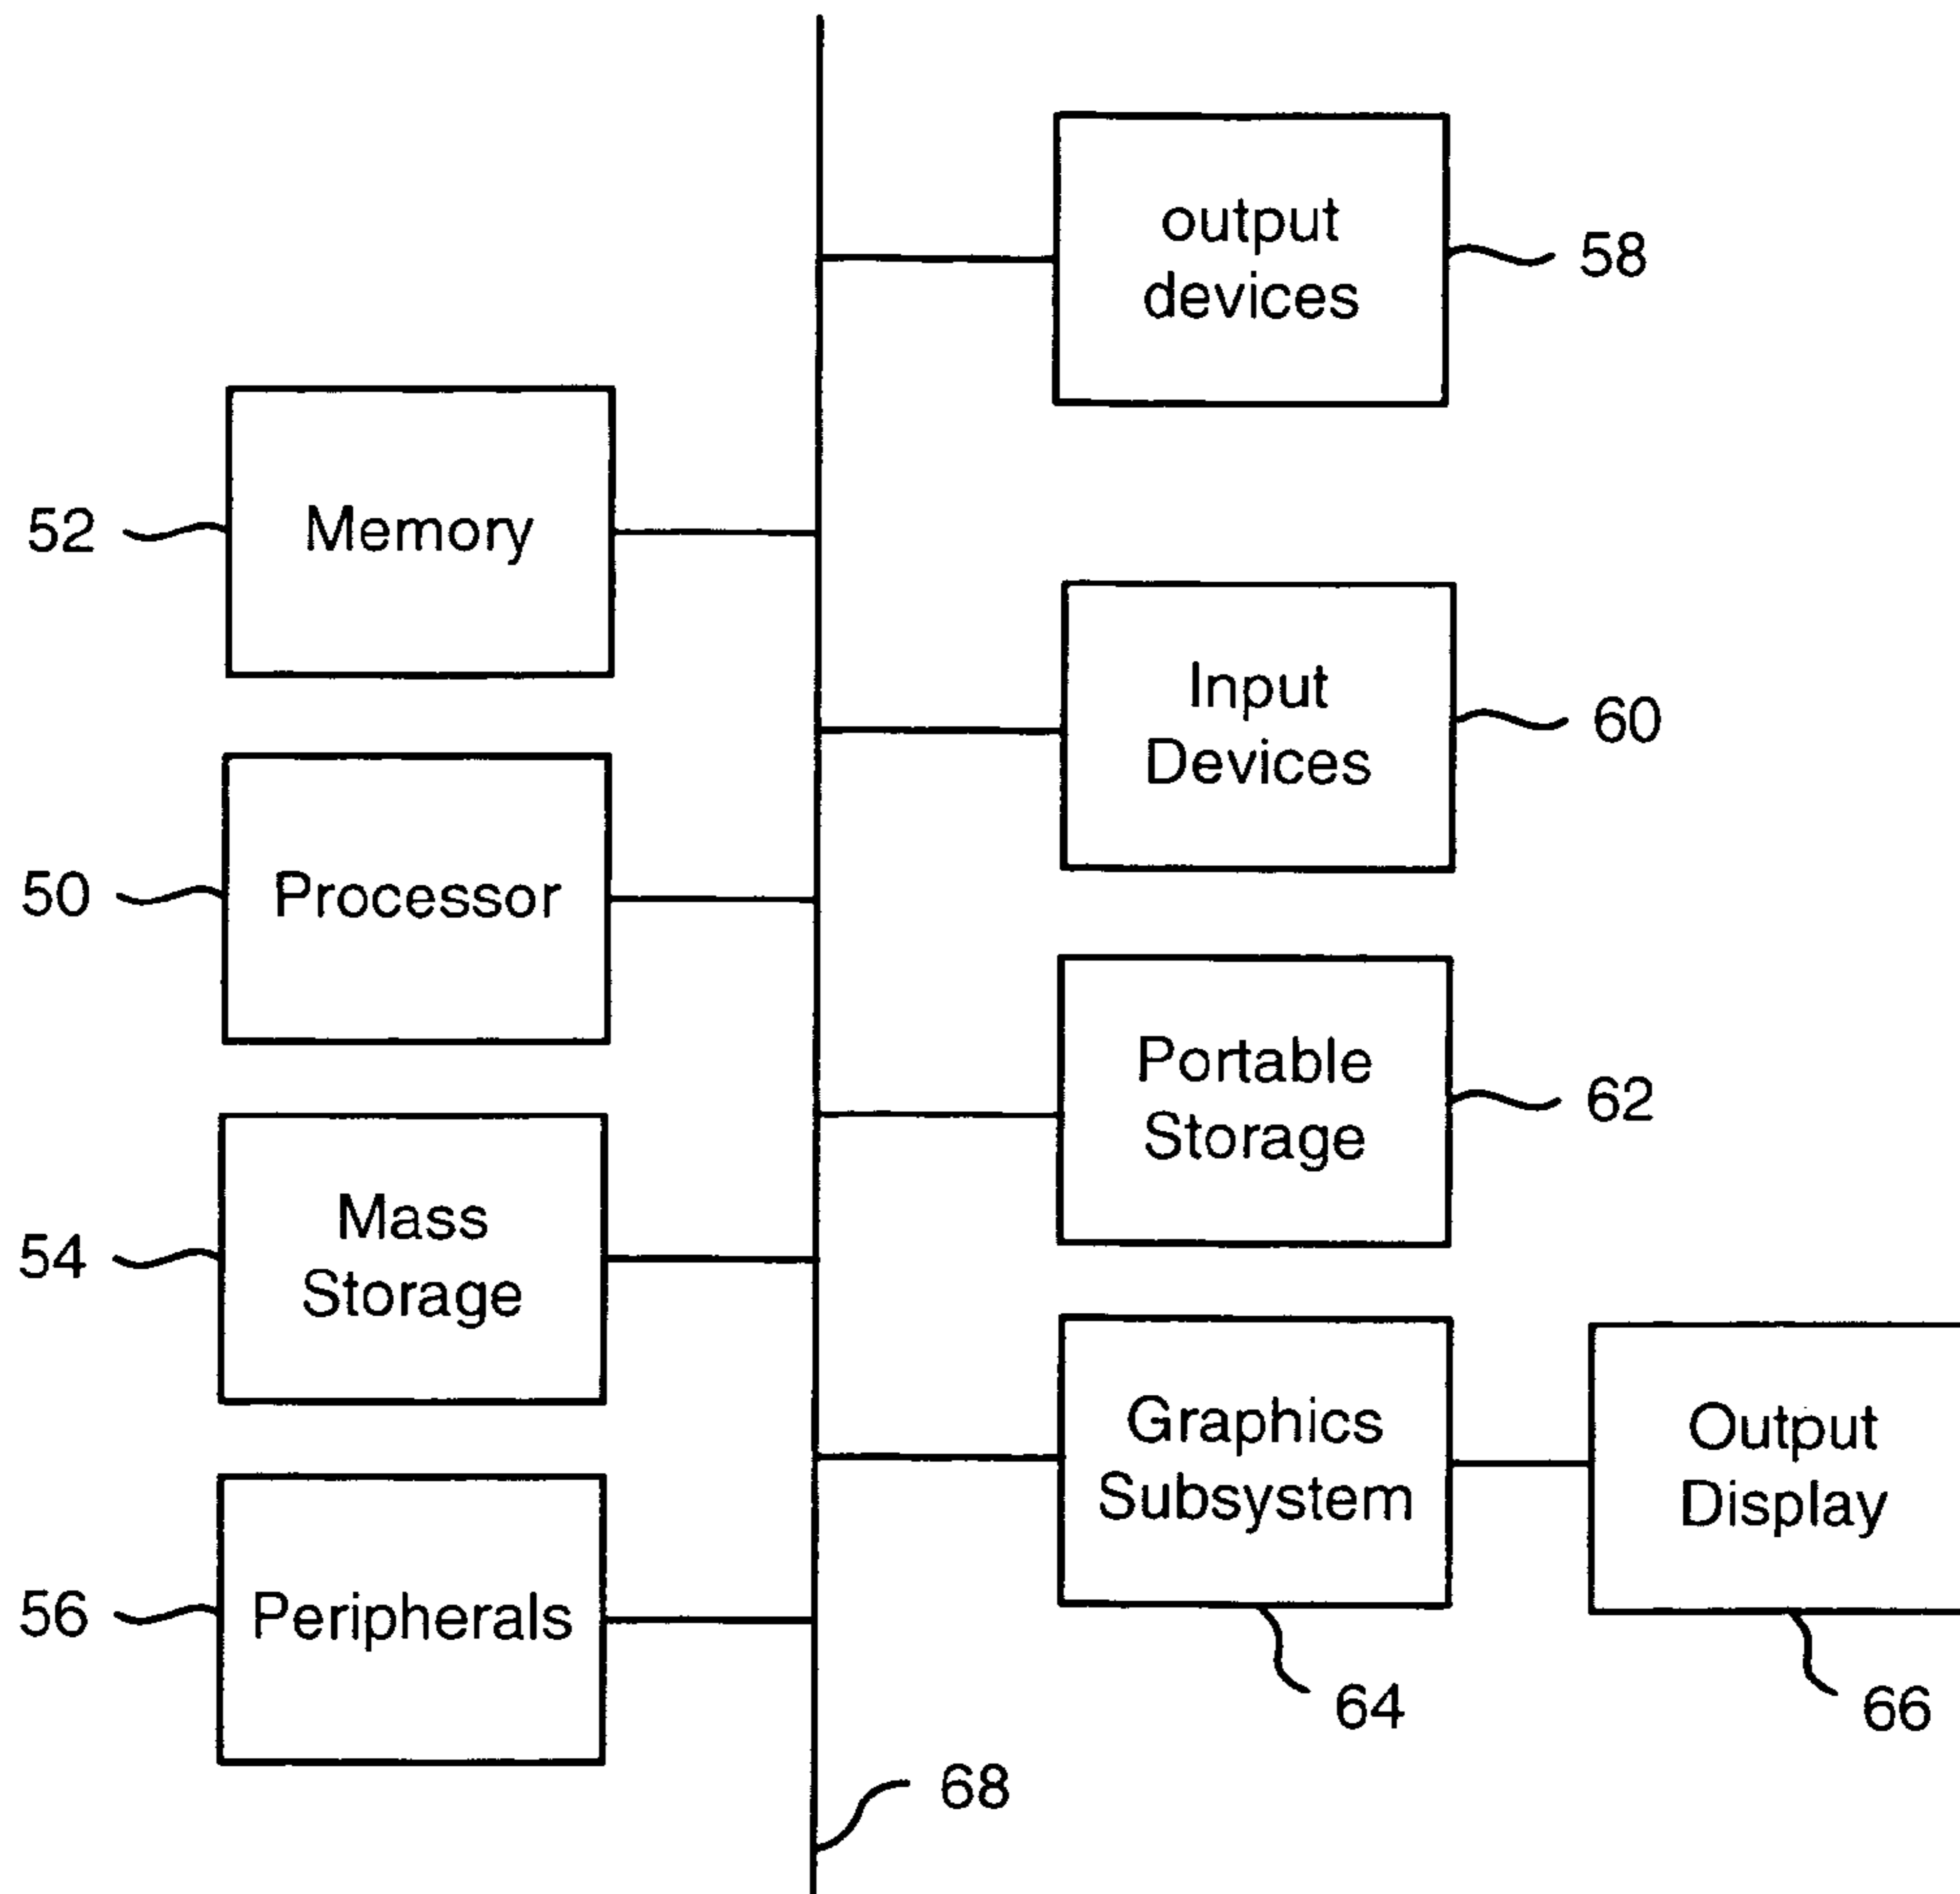 output
devices
58
52
Memory
Input
Devices
60
50
Processor
Portable
Storage
62
54
Mass
Storage
Graphics
Subsystem
Output
Display
56
Peripherals
64
66
68